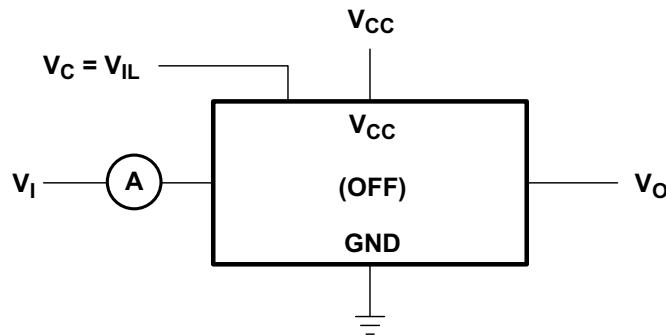 VCC
VC = VIL
VCC
VI
A
(OFF)
VO
GND